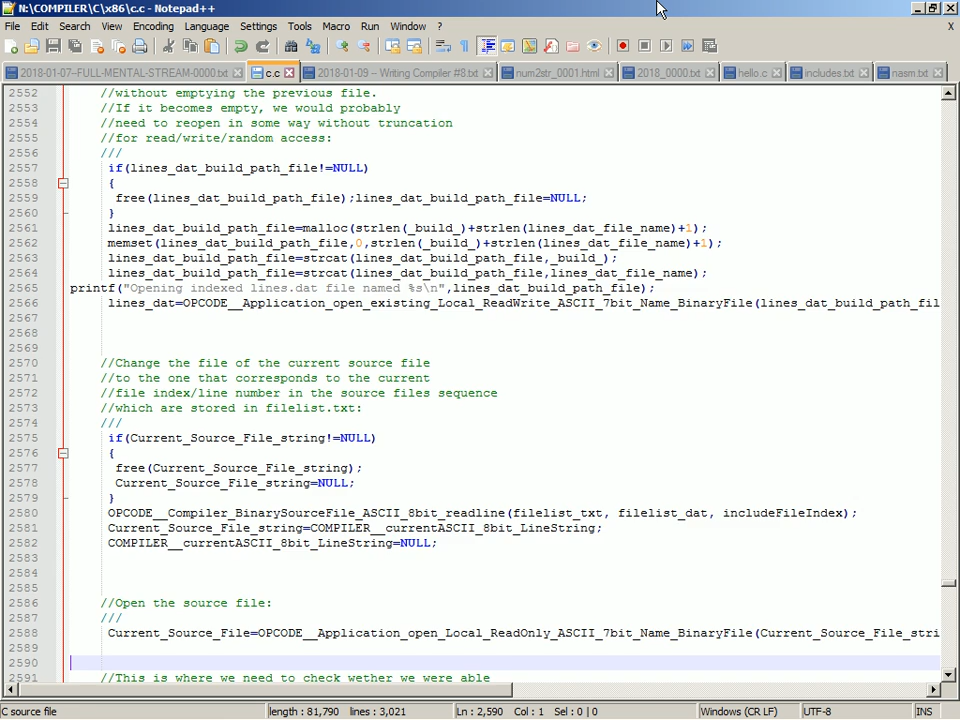 N:\COMPILER\C\x86\c.c - Notepad++
File Edit Search View Encoding Language Settings Tools Macro Run Window ?
2018-01-07-FULL-MENTAL-STREAM-0000.txt c.c 2018-01-09 – Writing Compiler #8.txt num2str_0001.html 2018_0000.txt hello.c includes.txt nasm.txt
2552 //without emptying the previous file.
2553 //If it becomes empty, we would probably
2554 //need to reopen in some way without truncation
2555 //for read/write/random access:
2556 ///
2557 if(lines_dat_build_path_file!=NULL)
2558 {
2559 free(lines_dat_build_path_file);lines_dat_build_path_file=NULL;
2560 }
2561 lines_dat_build_path_file=malloc(strlen(_build_)+strlen(lines_dat_file_name)+1);
2562 memset(lines_dat_build_path_file,0,strlen(_build_)+strlen(lines_dat_file_name)+1);
2563 lines_dat_build_path_file=strcat(lines_dat_build_path_file,_build_);
2564 lines_dat_build_path_file=strcat(lines_dat_build_path_file,lines_dat_file_name);
2565 printf("Opening indexed lines.dat file named %s\n",lines_dat_build_path_file);
2566 lines_dat=OPCODE__Application_open_existing_Local_ReadWrite_ASCII_7bit_Name_BinaryFile(lines_dat_build_path_fil
2567
2568
2569
2570 //Change the file of the current source file
2571 //to the one that corresponds to the current
2572 //file index/line number in the source files sequence
2573 //which are stored in filelist.txt:
2574 ///
2575 if(Current_Source_File_string!=NULL)
2576 {
2577 free(Current_Source_File_string);
2578 Current_Source_File_string=NULL;
2579 }
2580 OPCODE__Compiler_BinarySourceFile_ASCII_8bit_readline(filelist_txt, filelist_dat, includeFileIndex);
2581 Current_Source_File_string=COMPILER__currentASCII_8bit_LineString;
2582 COMPILER__currentASCII_8bit_LineString=NULL;
2583
2584
2585
2586 //Open the source file:
2587 ///
2588 Current_Source_File=OPCODE__Application_open_Local_ReadOnly_ASCII_7bit_Name_BinaryFile(Current_Source_File_stri
2589
2590
2591 //This is where we need to check wether we were able
C source file length : 81,790 lines : 3,021 Ln : 2,590 Col : 1 Sel : 0 | 0 Windows (CR LF) UTF-8 INS